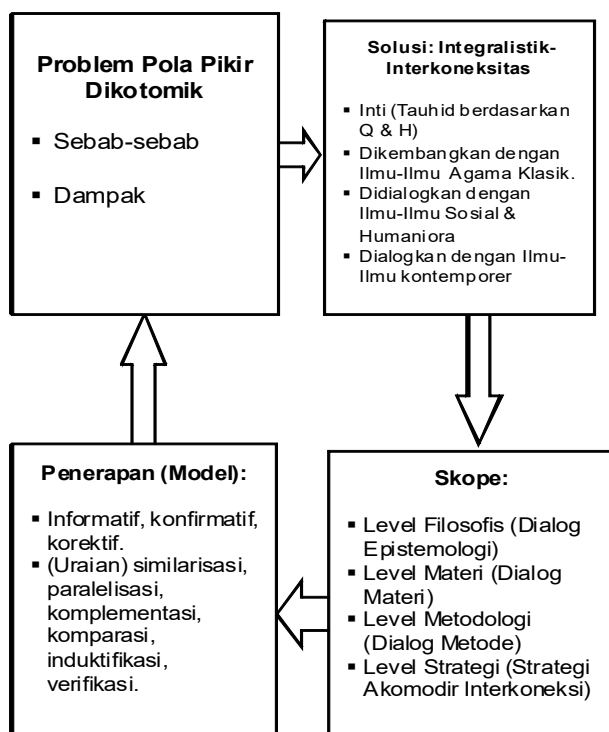 Problem Pola Pikir
Dikotomik
▪ Sebab-sebab
▪ Dampak
Solusi: Integralistik-
Interkoneksitas
▪ Inti (Tauhid berdasarkan
Q & H)
▪ Dikembangkan dengan
Ilmu-Ilmu Agama Klasik.
▪ Didialogkan dengan
Ilmu-Ilmu Sosial &
Humaniora
▪ Dialogkan dengan Ilmu-
Ilmu kontemporer
Skope:
▪ Level Filosofis (Dialog
Epistemologi)
▪ Level Materi (Dialog
Materi)
▪ Level Metodologi
(Dialog Metode)
▪ Level Strategi (Strategi
Akomodir Interkoneksi)
Penerapan (Model):
▪ Informatif, konfirmatif,
korektif.
▪ (Uraian) similarisasi,
paralelisasi,
komplementasi,
komparasi,
induktifikasi,
verifikasi.